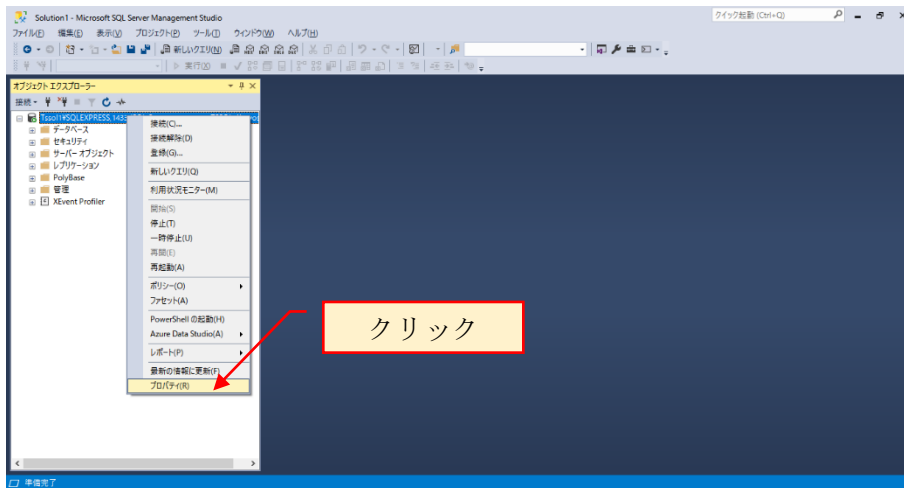 Solution1 - Microsoft SQL Server Management Studio
クイック起動 (Ctrl+Q)
ファイル(F) 編集(E) 表示(V) プロジェクト(P) ツール(T) ウィンドウ(W) ヘルプ(H)
新しいクエリ(N)
実行(X)
オブジェクト エクスプローラー
接続
Tssol1¥SQLEXPRESS,1433
データベース
セキュリティ
サーバー オブジェクト
レプリケーション
PolyBase
管理
XEvent Profiler
接続(C)...
接続解除(D)
登録(G)...
新しいクエリ(Q)
利用状況モニター(M)
開始(S)
停止(T)
一時停止(U)
再開(E)
再起動(A)
ポリシー(O)
ファセット(A)
PowerShell の起動(H)
Azure Data Studio(A)
レポート(P)
最新の情報に更新(F)
プロパティ(R)
クリック
準備完了